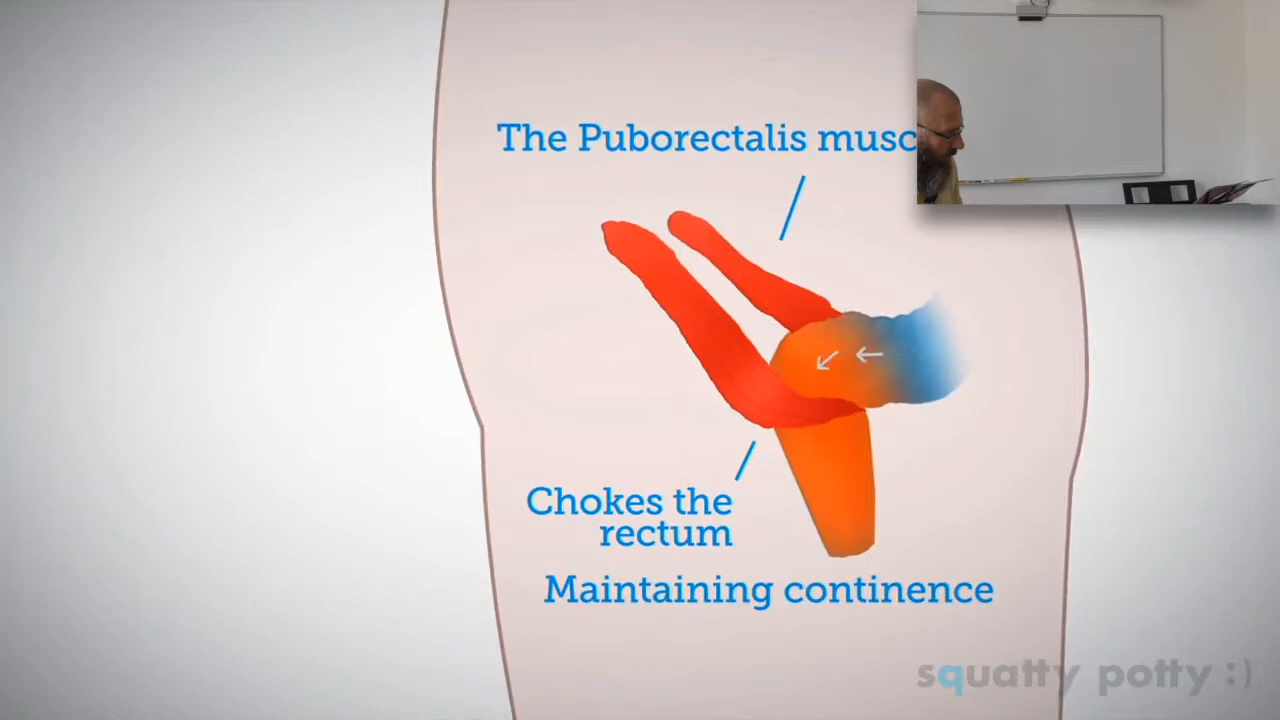 The Puborectalis musc
Chokes the
rectum
Maintaining continence
squatty potty :)